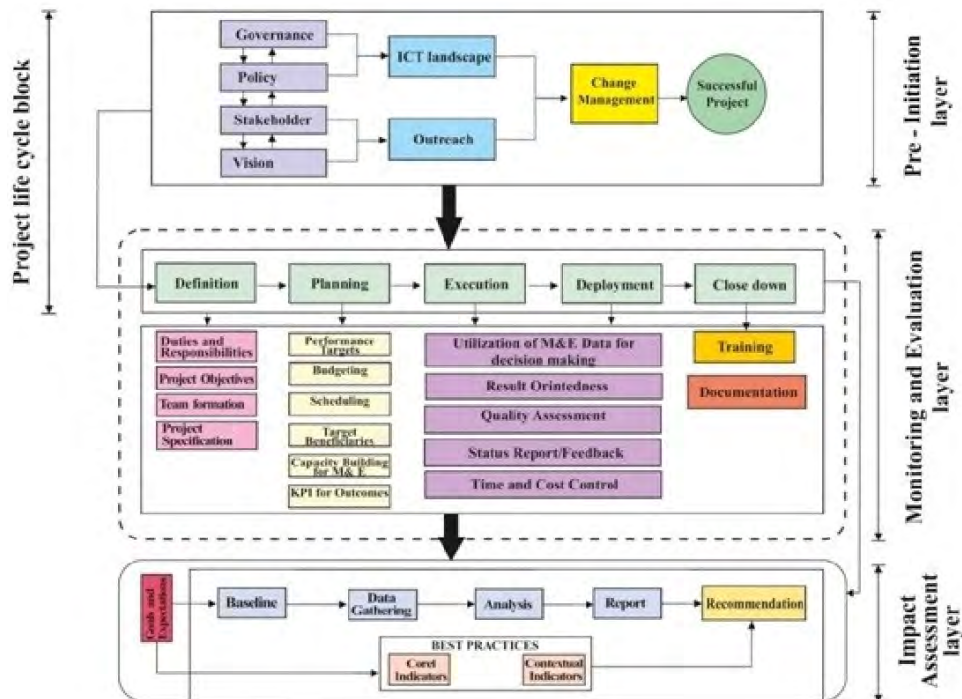 Project life cycle block
Governance
Policy
Stakeholder
Vision
ICT landscape
Outreach
Change
Management
Successful
Project
Pre - Initiation
layer
Definition
Planning
Execution
Deployment
Close down
Duties and
Responsibilities
Project Objectives
Team formation
Project
Specification
Performance
Targets
Budgeting
Scheduling
Target
Beneficiaries
Capacity Building
for M& E
KPI for Outcomes
Utilization of M&E Data for
decision making
Result Orintedness
Quality Assessment
Status Report/Feedback
Time and Cost Control
Training
Documentation
Monitoring and Evaluation
layer
Goals and
Expectations
Baseline
Data
Gathering
Analysis
Report
Recommendation
BEST PRACTICES
Corel
Indicators
Contextual
Indicators
Impact
Assessment
layer